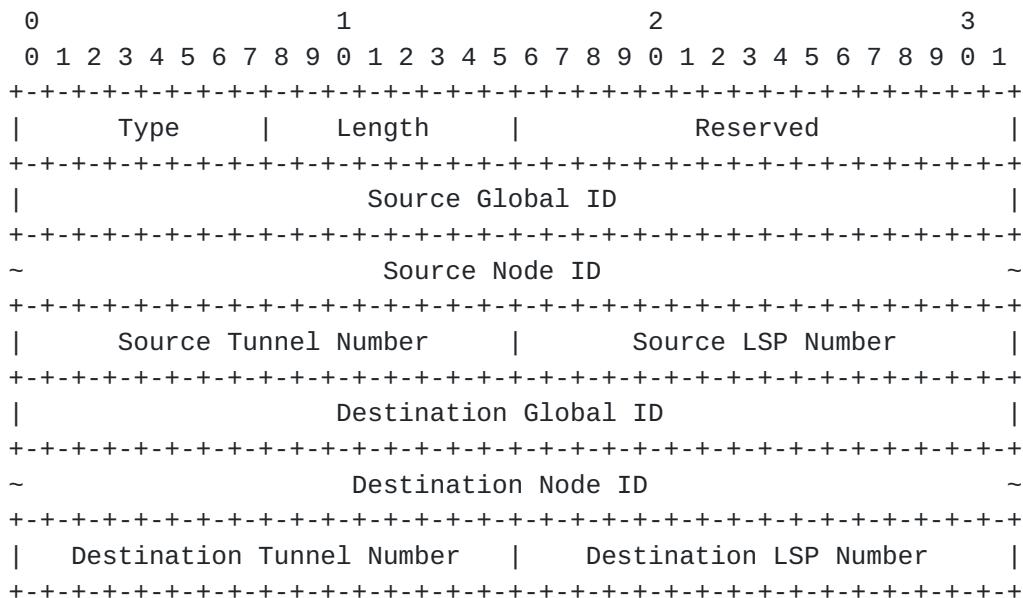 0                   1                   2                   3
 0 1 2 3 4 5 6 7 8 9 0 1 2 3 4 5 6 7 8 9 0 1 2 3 4 5 6 7 8 9 0 1
+-+-+-+-+-+-+-+-+-+-+-+-+-+-+-+-+-+-+-+-+-+-+-+-+-+-+-+-+-+-+-+-+
|      Type     |    Length     |           Reserved            |
+-+-+-+-+-+-+-+-+-+-+-+-+-+-+-+-+-+-+-+-+-+-+-+-+-+-+-+-+-+-+-+-+
|                      Source Global ID                         |
+-+-+-+-+-+-+-+-+-+-+-+-+-+-+-+-+-+-+-+-+-+-+-+-+-+-+-+-+-+-+-+-+
~                       Source Node ID                          ~
+-+-+-+-+-+-+-+-+-+-+-+-+-+-+-+-+-+-+-+-+-+-+-+-+-+-+-+-+-+-+-+-+
|      Source Tunnel Number     |       Source LSP Number       |
+-+-+-+-+-+-+-+-+-+-+-+-+-+-+-+-+-+-+-+-+-+-+-+-+-+-+-+-+-+-+-+-+
|                    Destination Global ID                      |
+-+-+-+-+-+-+-+-+-+-+-+-+-+-+-+-+-+-+-+-+-+-+-+-+-+-+-+-+-+-+-+-+
~                     Destination Node ID                       ~
+-+-+-+-+-+-+-+-+-+-+-+-+-+-+-+-+-+-+-+-+-+-+-+-+-+-+-+-+-+-+-+-+
|   Destination Tunnel Number   |    Destination LSP Number     |
+-+-+-+-+-+-+-+-+-+-+-+-+-+-+-+-+-+-+-+-+-+-+-+-+-+-+-+-+-+-+-+-+